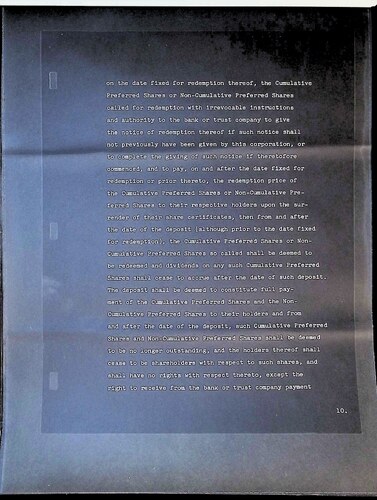 on the date fixed for redemption thereof, the Cumulative
Preferred Shares or Non-Cumulative Preferred Shares
called for redemption with irrevocable instructions
and authority to the bank or trust company to give
the notice of redemption thereof if such notice shall
not previously have been given by this corporation, or
to complete the giving of such notice if theretofore
commenced, and to pay, on and after the date fixed for
redemption or prior thereto, the redemption price of
the Cumulative Preferred Shares or Non-Cumulative Pre-
ferred Shares to their respective holders upon the sur-
render of their share certificates, then from and after
the date of the deposit (although prior to the date fixed
for redemption), the Cumulative Preferred Shares or Non-
Cumulative Preferred Shares so called shall be deemed to
be redeemed and dividends on any such Cumulative Preferred
Shares shall cease to accrue after the date of such deposit.
The deposit shall be deemed to constitute full pay-
ment of the Cumulative Preferred Shares and the Non-
Cumulative Preferred Shares to their holders and from
and after the date of the deposit, such Cumulative Preferred
Shares and Non-Cumulative Preferred Shares shall be deemed
to be no longer outstanding, and the holders thereof shall
cease to be shareholders with respect to such shares, and
shall have no rights with respect thereto, except the
right to receive from the bank or trust company payment
10.